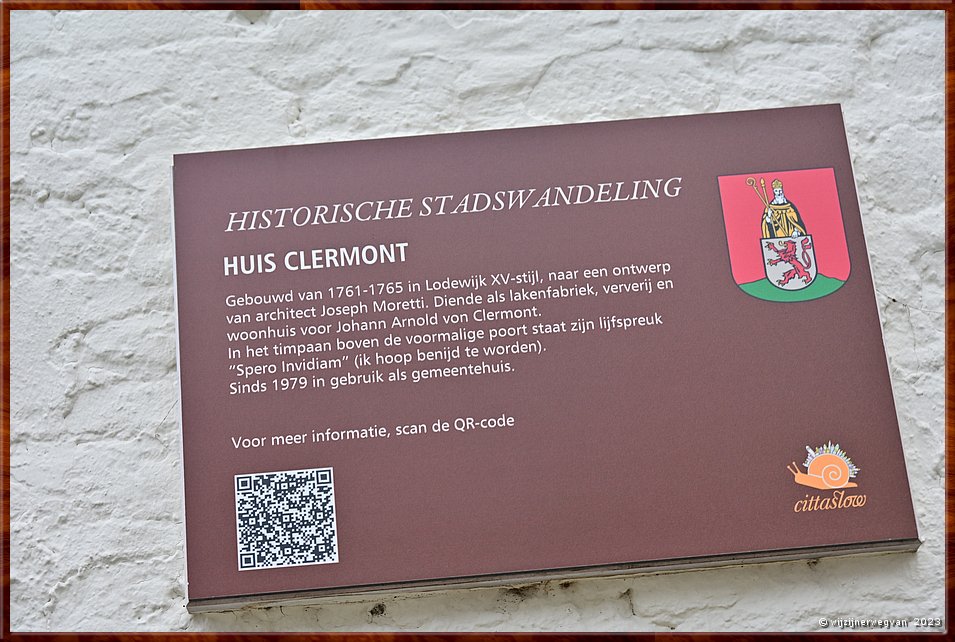 HISTORISCHE STADSWANDELING
HUIS CLERMONT
Gebouwd van 1761-1765 in Lodewijk XV-stijl, naar een ontwerp
van architect Joseph Moretti. Diende als lakenfabriek, ververij en
woonhuis voor Johann Arnold von Clermont.
In het timpaan boven de voormalige poort staat zijn lijfspreuk
"Spero Invidiam" (ik hoop benijd te worden).
Sinds 1979 in gebruik als gemeentehuis.
Voor meer informatie, scan de QR-code
cittaslow
© wijzijnerwegvan 2023